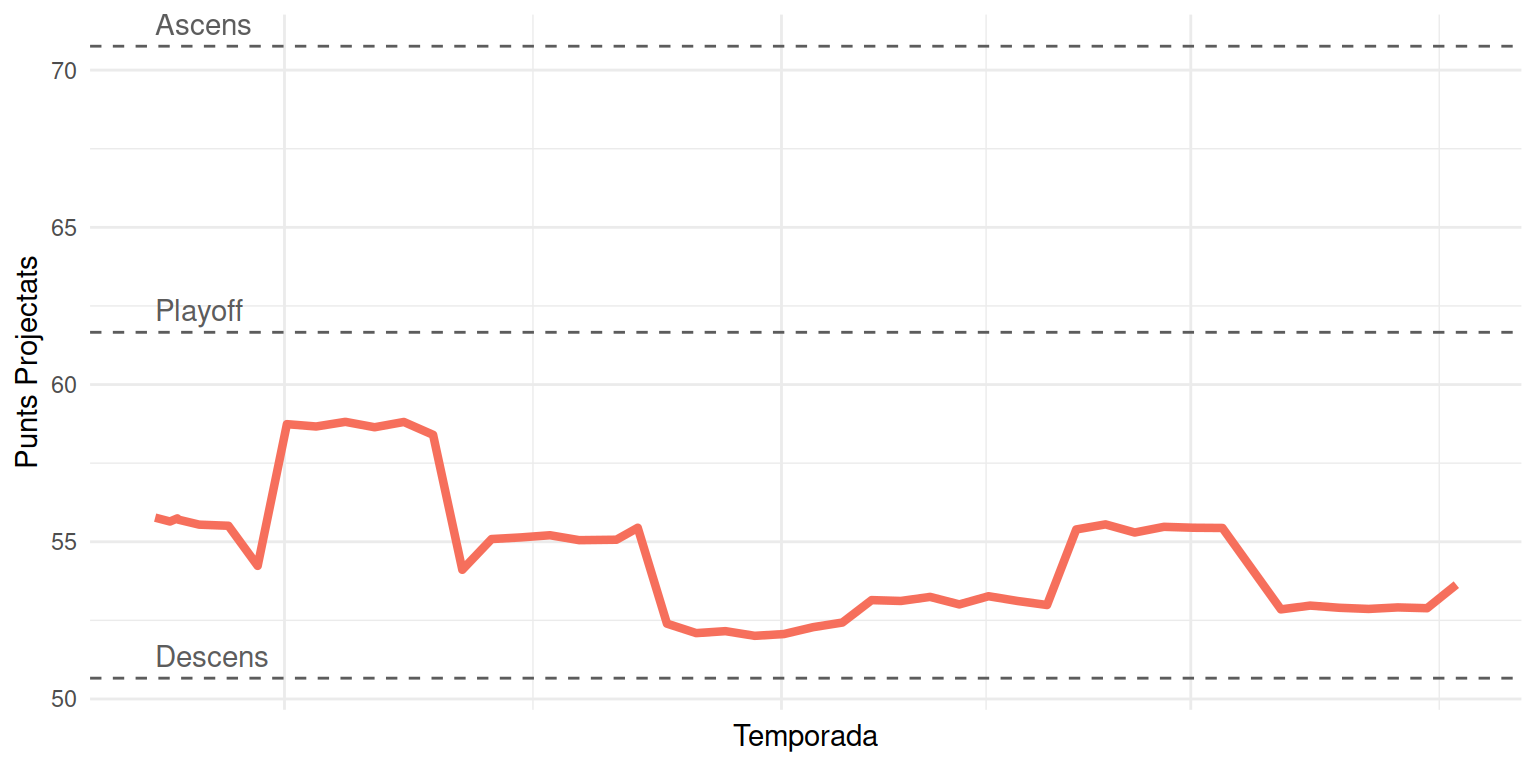 Ascens
70
65
Playoff
60
55
Descens
50
Punts Projectats
Temporada